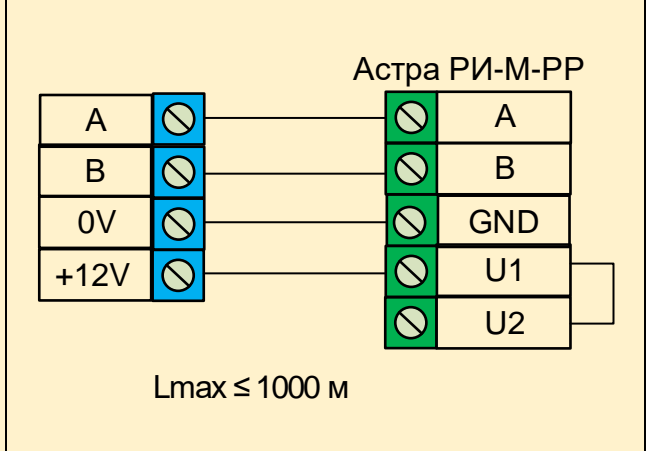 Астра РИ-М-РР
A A
B B
0V GND
+12V U1
U2
Lmax ≤ 1000 м